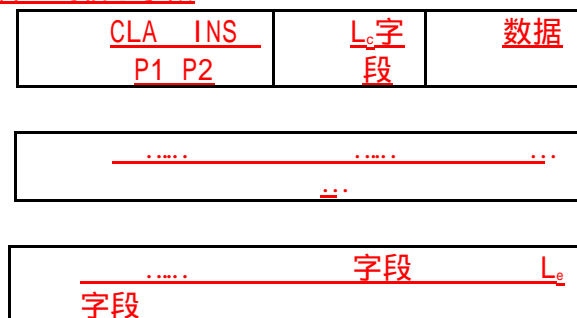 CLA INS Lc字 数据
P1 P2 段
…… …… …
…
…… 字段 Le
字段